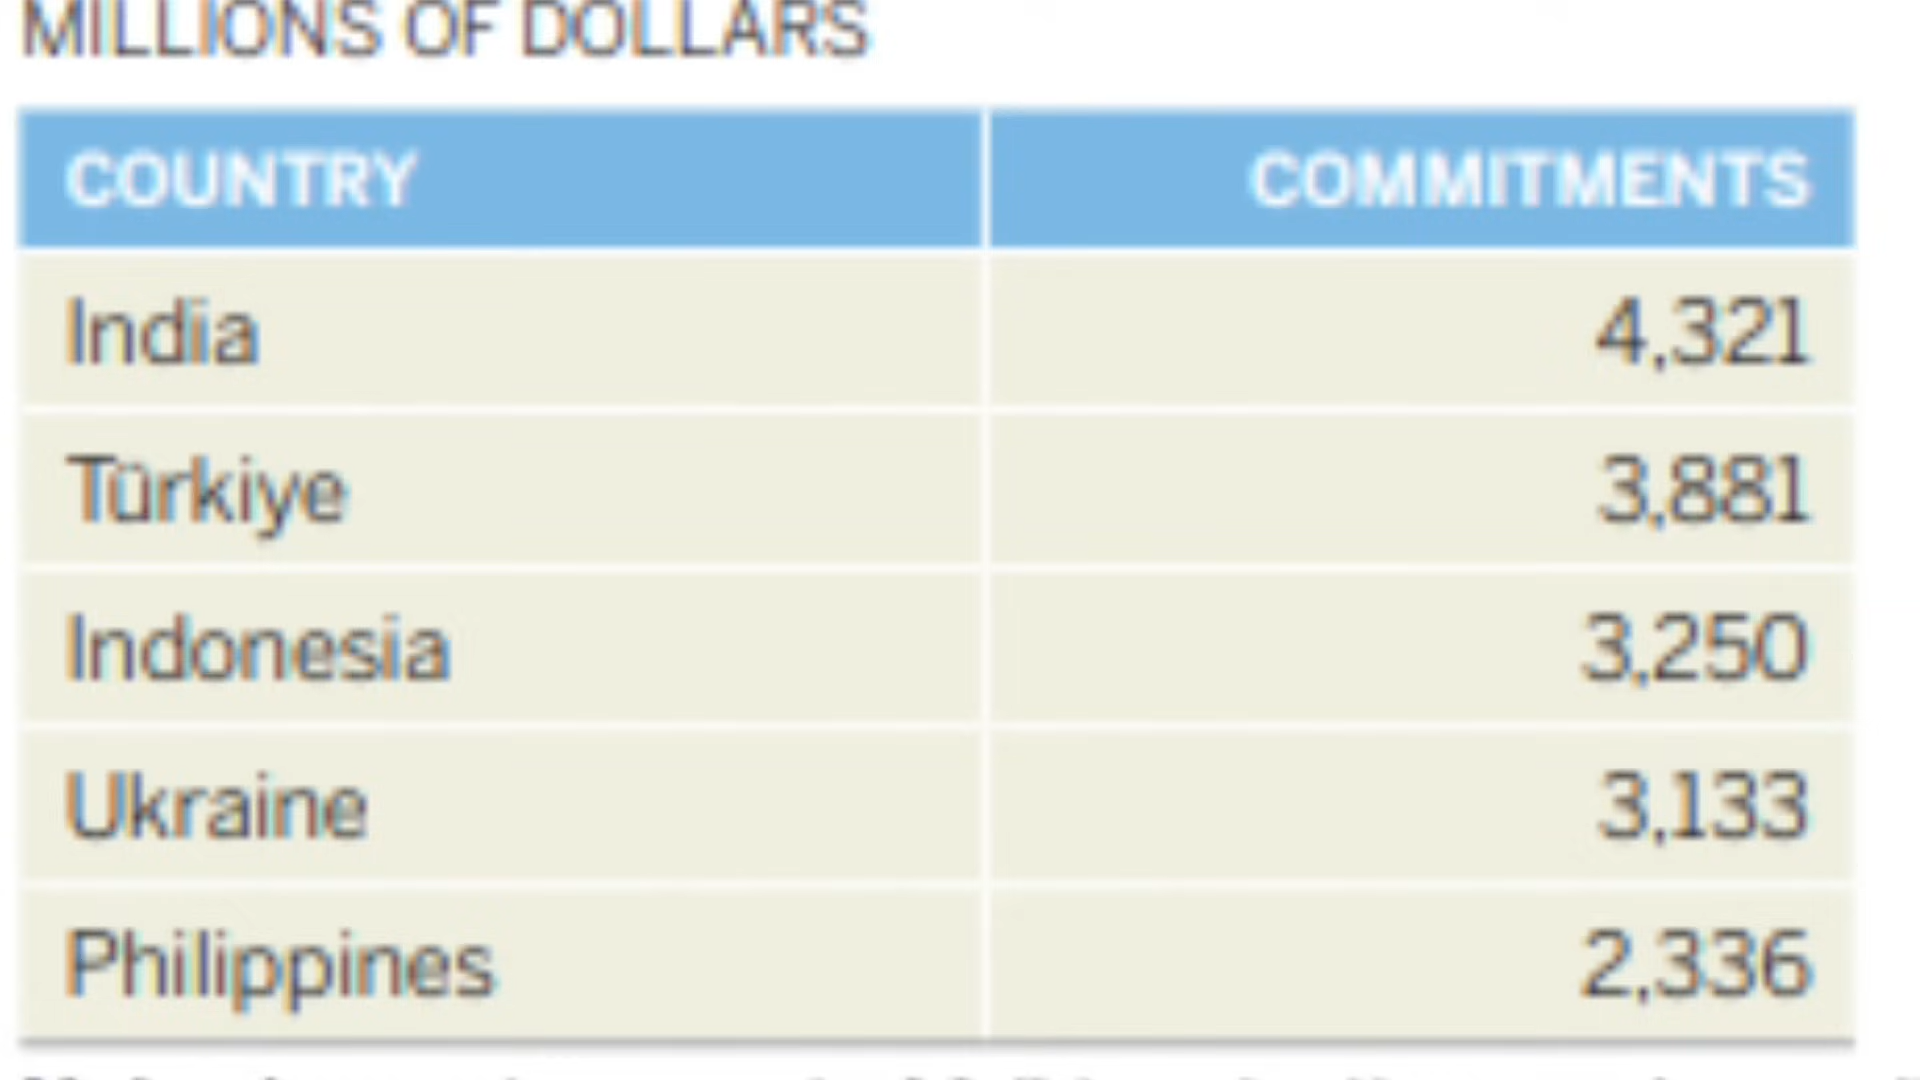 MILLIONS OF DOLLARS
COUNTRY COMMITMENTS
India 4,321
Türkiye 3,881
Indonesia 3,250
Ukraine 3,133
Philippines 2,336